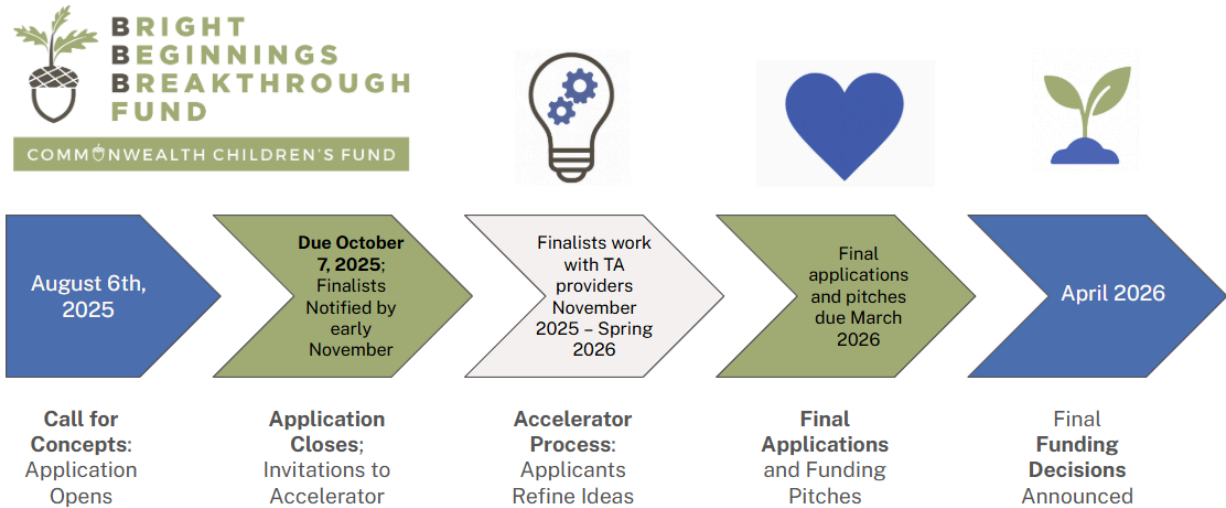 BRIGHT
BEGINNINGS
BREAKTHROUGH
FUND
COMMONWEALTH CHILDREN'S FUND
August 6th,
2025
Due October
7, 2025;
Finalists
Notified by
early
November
Finalists work
with TA
providers
November
2025 – Spring
2026
Final
applications
and pitches
due March
2026
April 2026
Call for
Concepts:
Application
Opens
Application
Closes;
Invitations to
Accelerator
Accelerator
Process:
Applicants
Refine Ideas
Final
Applications
and Funding
Pitches
Final
Funding
Decisions
Announced